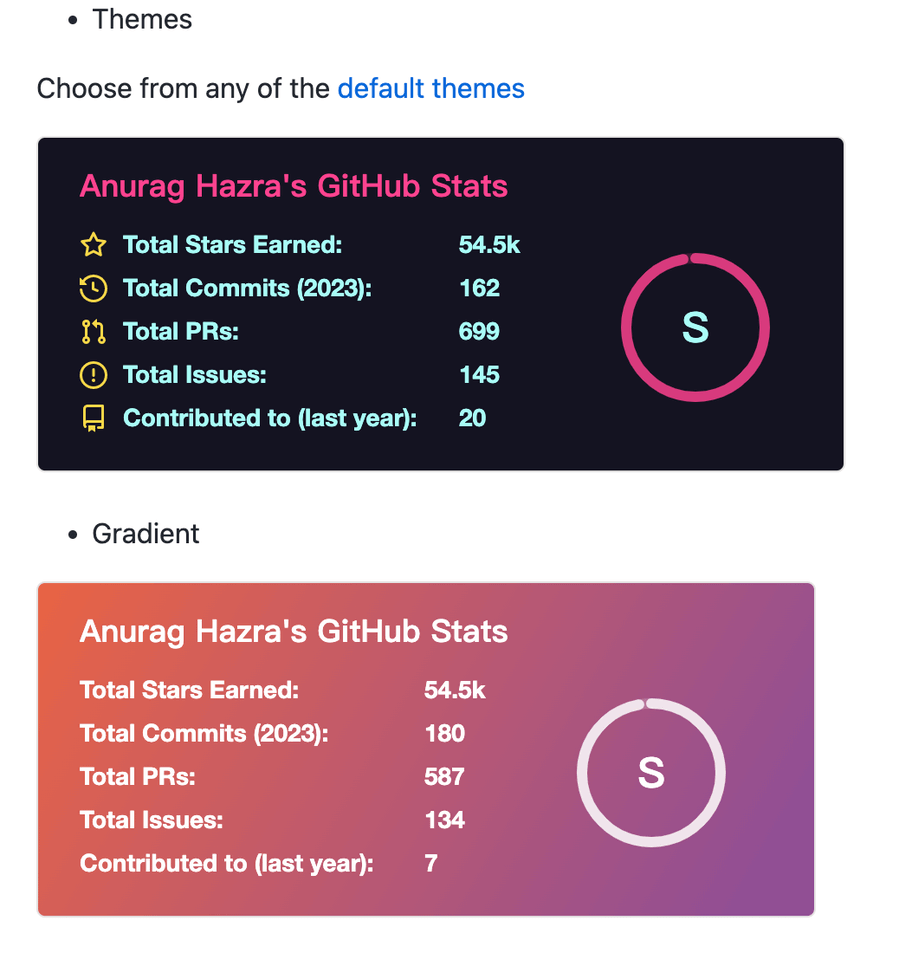 • Themes
Choose from any of the default themes
Anurag Hazra's GitHub Stats
Total Stars Earned: 54.5k
Total Commits (2023): 162
Total PRs: 699
Total Issues: 145
Contributed to (last year): 20
S
• Gradient
Anurag Hazra's GitHub Stats
Total Stars Earned: 54.5k
Total Commits (2023): 180
Total PRs: 587
Total Issues: 134
Contributed to (last year): 7
S